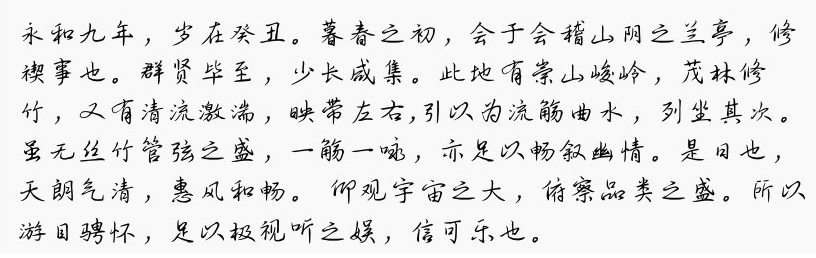 永和九年，岁在癸丑。暮春之初，会于会稽山阴之兰亭，修
禊事也。群贤毕至，少长咸集。此地有崇山峻岭，茂林修
竹，又有清流激湍，映带左右,引以为流觞曲水，列坐其次。
虽无丝竹管弦之盛，一觞一咏，亦足以畅叙幽情。是日也，
天朗气清，惠风和畅。 仰观宇宙之大，俯察品类之盛。所以
游目骋怀，足以极视听之娱，信可乐也。